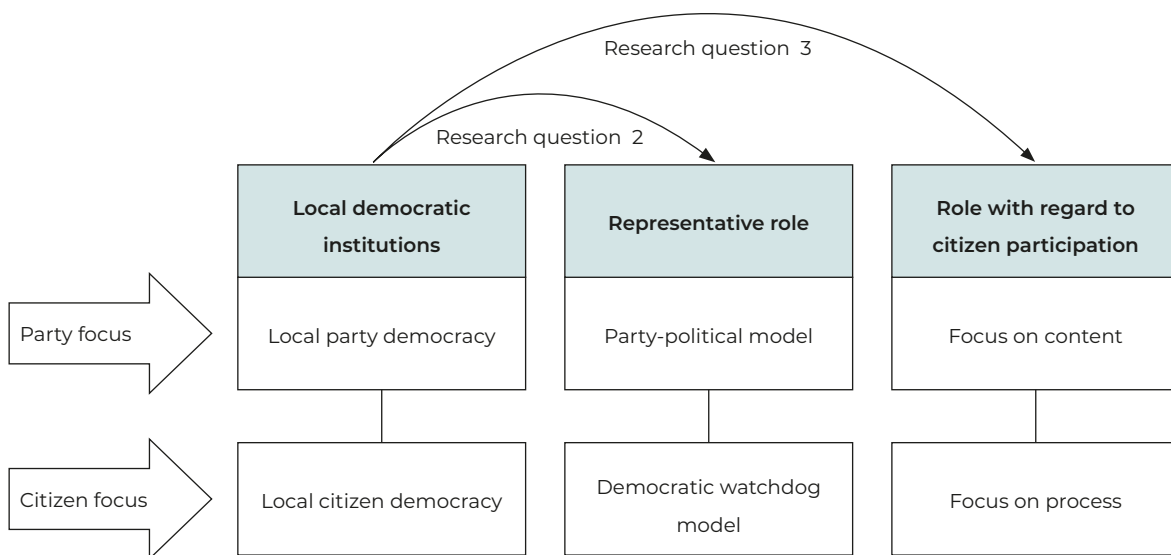 Research question 3
Research question 2
Local democratic
institutions
Representative role
Role with regard to
citizen participation
Party focus
Local party democracy
Party-political model
Focus on content
Citizen focus
Local citizen democracy
Democratic watchdog
model
Focus on process